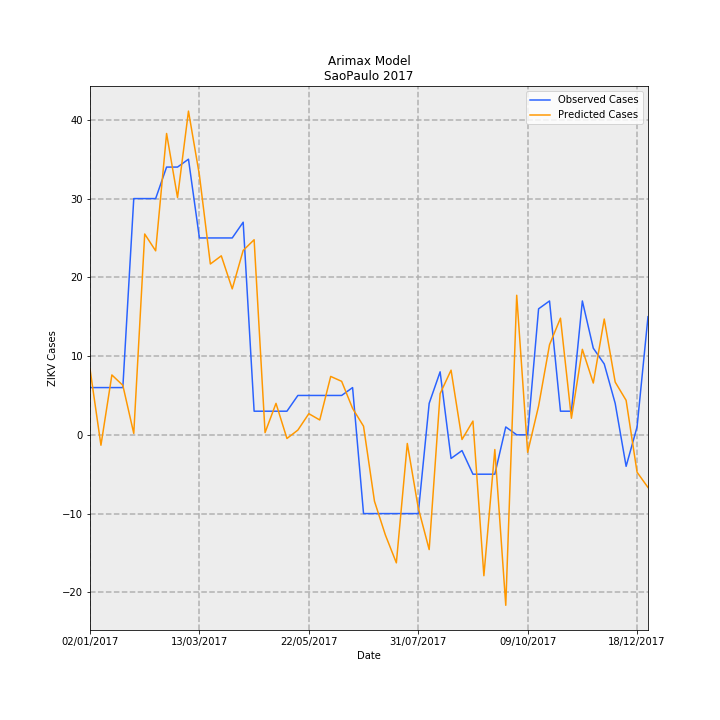 Arimax Model
SaoPaulo 2017
Observed Cases
Predicted Cases
40
30
20
10
0
−10
−20
ZIKV Cases
02/01/2017 13/03/2017 22/05/2017 31/07/2017 09/10/2017 18/12/2017
Date